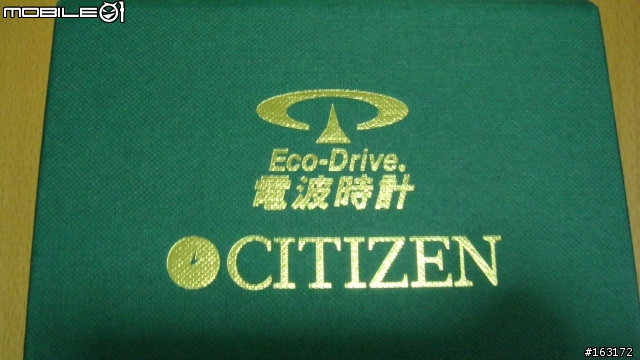 MOBILE01
Eco-Drive.
電波時計
CITIZEN
#163172